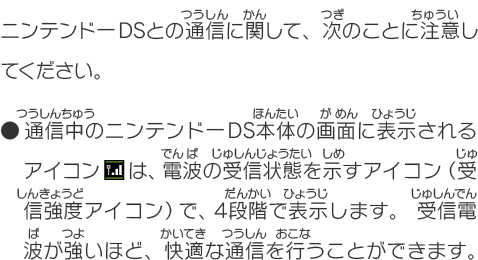 ニンテンドーDSとの通信に関して、次のことに注意し
てください。
●通信中のニンテンドーDS本体の画面に表示される
アイコンは、電波の受信状態を示すアイコン（受
信強度アイコン）で、4段階で表示します。 受信電
波が強いほど、快適な通信を行うことができます。